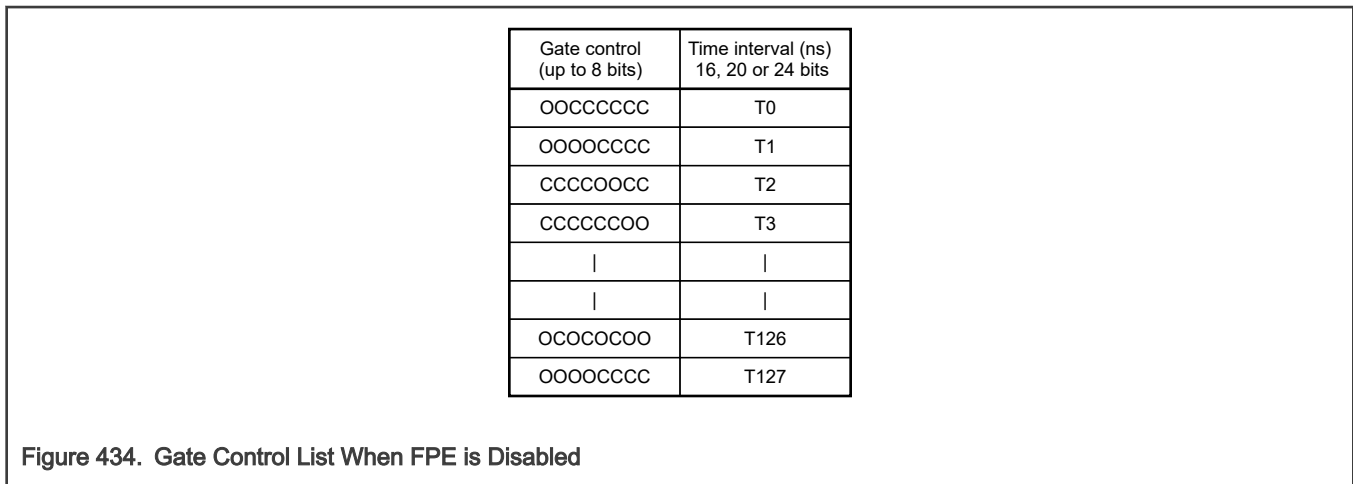 Gate control Time interval (ns)
(up to 8 bits) 16, 20 or 24 bits
OOCCCCCC T0
OOOOCCCC T1
CCCCOOCC T2
CCCCCCOO T3
| |
| |
OCOCOCOO T126
OOOOCCCC T127
Figure 434. Gate Control List When FPE is Disabled